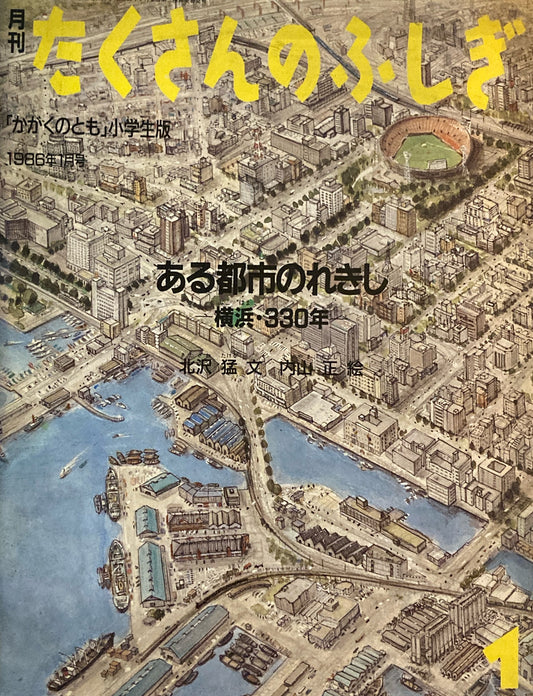 月刊 たくさんのふしぎ
「かがくのとも」小学生版
1986年1月号
ある都市のれきし
横浜・330年
北沢 猛 文 内山 正 絵
1